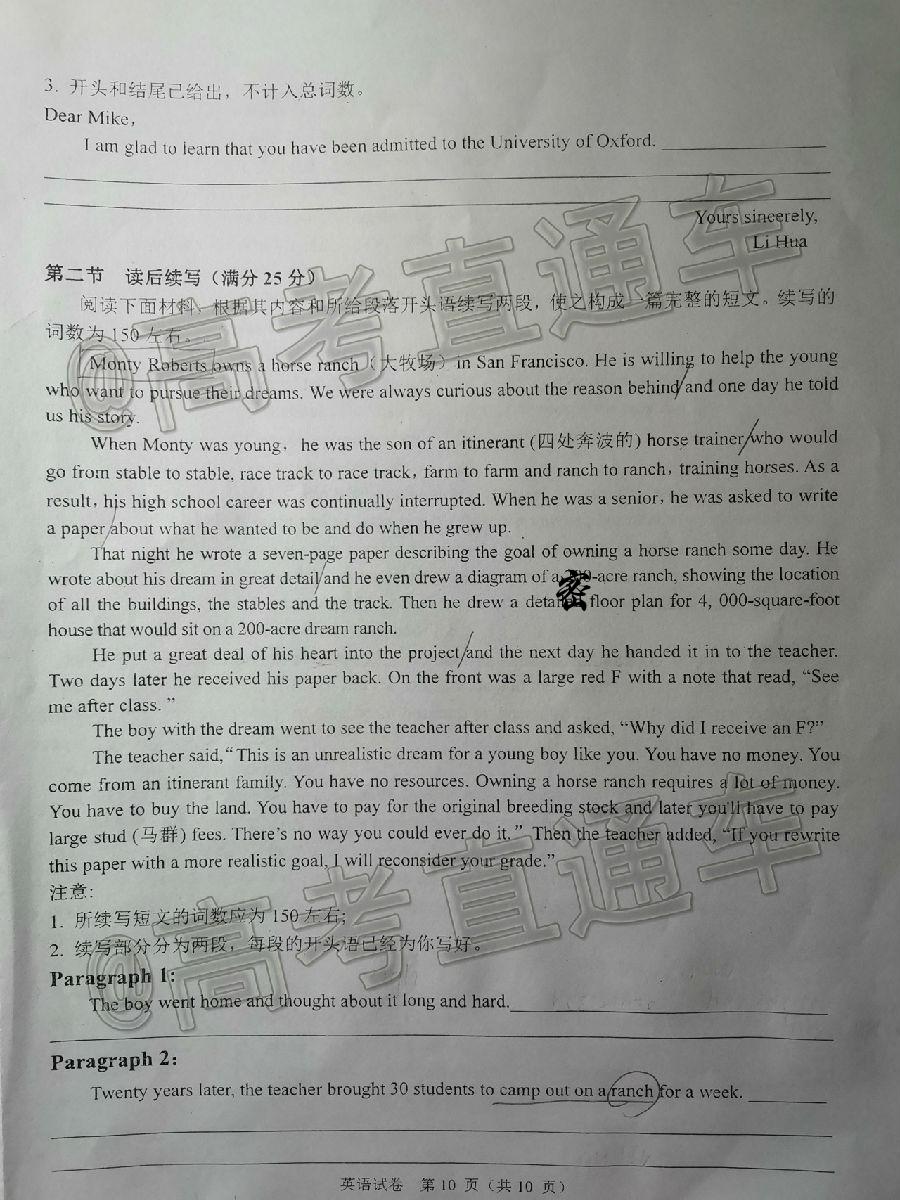 3. 开头和结尾已给出，不计入总词数。
Dear Mike,
I am glad to learn that you have been admitted to the University of Oxford.
Yours sincerely,
Li Hua
第二节 读后续写（满分 25 分）
阅读下面材料，根据其内容和所给段落开头语续写两段，使之构成一篇完整的短文。续写的
词数为 150 左右。
Monty Roberts owns a horse ranch（大牧场）in San Francisco. He is willing to help the young
who want to pursue their dreams. We were always curious about the reason behind and one day he told
us his story.
When Monty was young, he was the son of an itinerant (四处奔波的) horse trainer who would
go from stable to stable, race track to race track, farm to farm and ranch to ranch, training horses. As a
result, his high school career was continually interrupted. When he was a senior, he was asked to write
a paper about what he wanted to be and do when he grew up.
That night he wrote a seven-page paper describing the goal of owning a horse ranch some day. He
wrote about his dream in great detail and he even drew a diagram of a -acre ranch, showing the location
of all the buildings, the stables and the track. Then he drew a floor plan for 4, 000-square-foot
house that would sit on a 200-acre dream ranch.
密
He put a great deal of his heart into the project and the next day he handed it in to the teacher.
Two days later he received his paper back. On the front was a large red F with a note that read, “See
me after class. ”
The boy with the dream went to see the teacher after class and asked, “Why did I receive an F?”
The teacher said,“This is an unrealistic dream for a young boy like you. You have no money. You
come from an itinerant family. You have no resources. Owning a horse ranch requires a lot of money.
You have to buy the land. You have to pay for the original breeding stock and later you'll have to pay
large stud (马群) fees. There's no way you could ever do it.” Then the teacher added, “If you rewrite
this paper with a more realistic goal, I will reconsider your grade.”
注意:
1. 所续写短文的词数应为 150 左右;
2. 续写部分分为两段，每段的开头语已经为你写好。
Paragraph 1:
The boy went home and thought about it long and hard.
Paragraph 2:
Twenty years later, the teacher brought 30 students to camp out on a ranch for a week.
英语试卷 第 10 页（共 10 页）
@高考直通车
@高考直通车